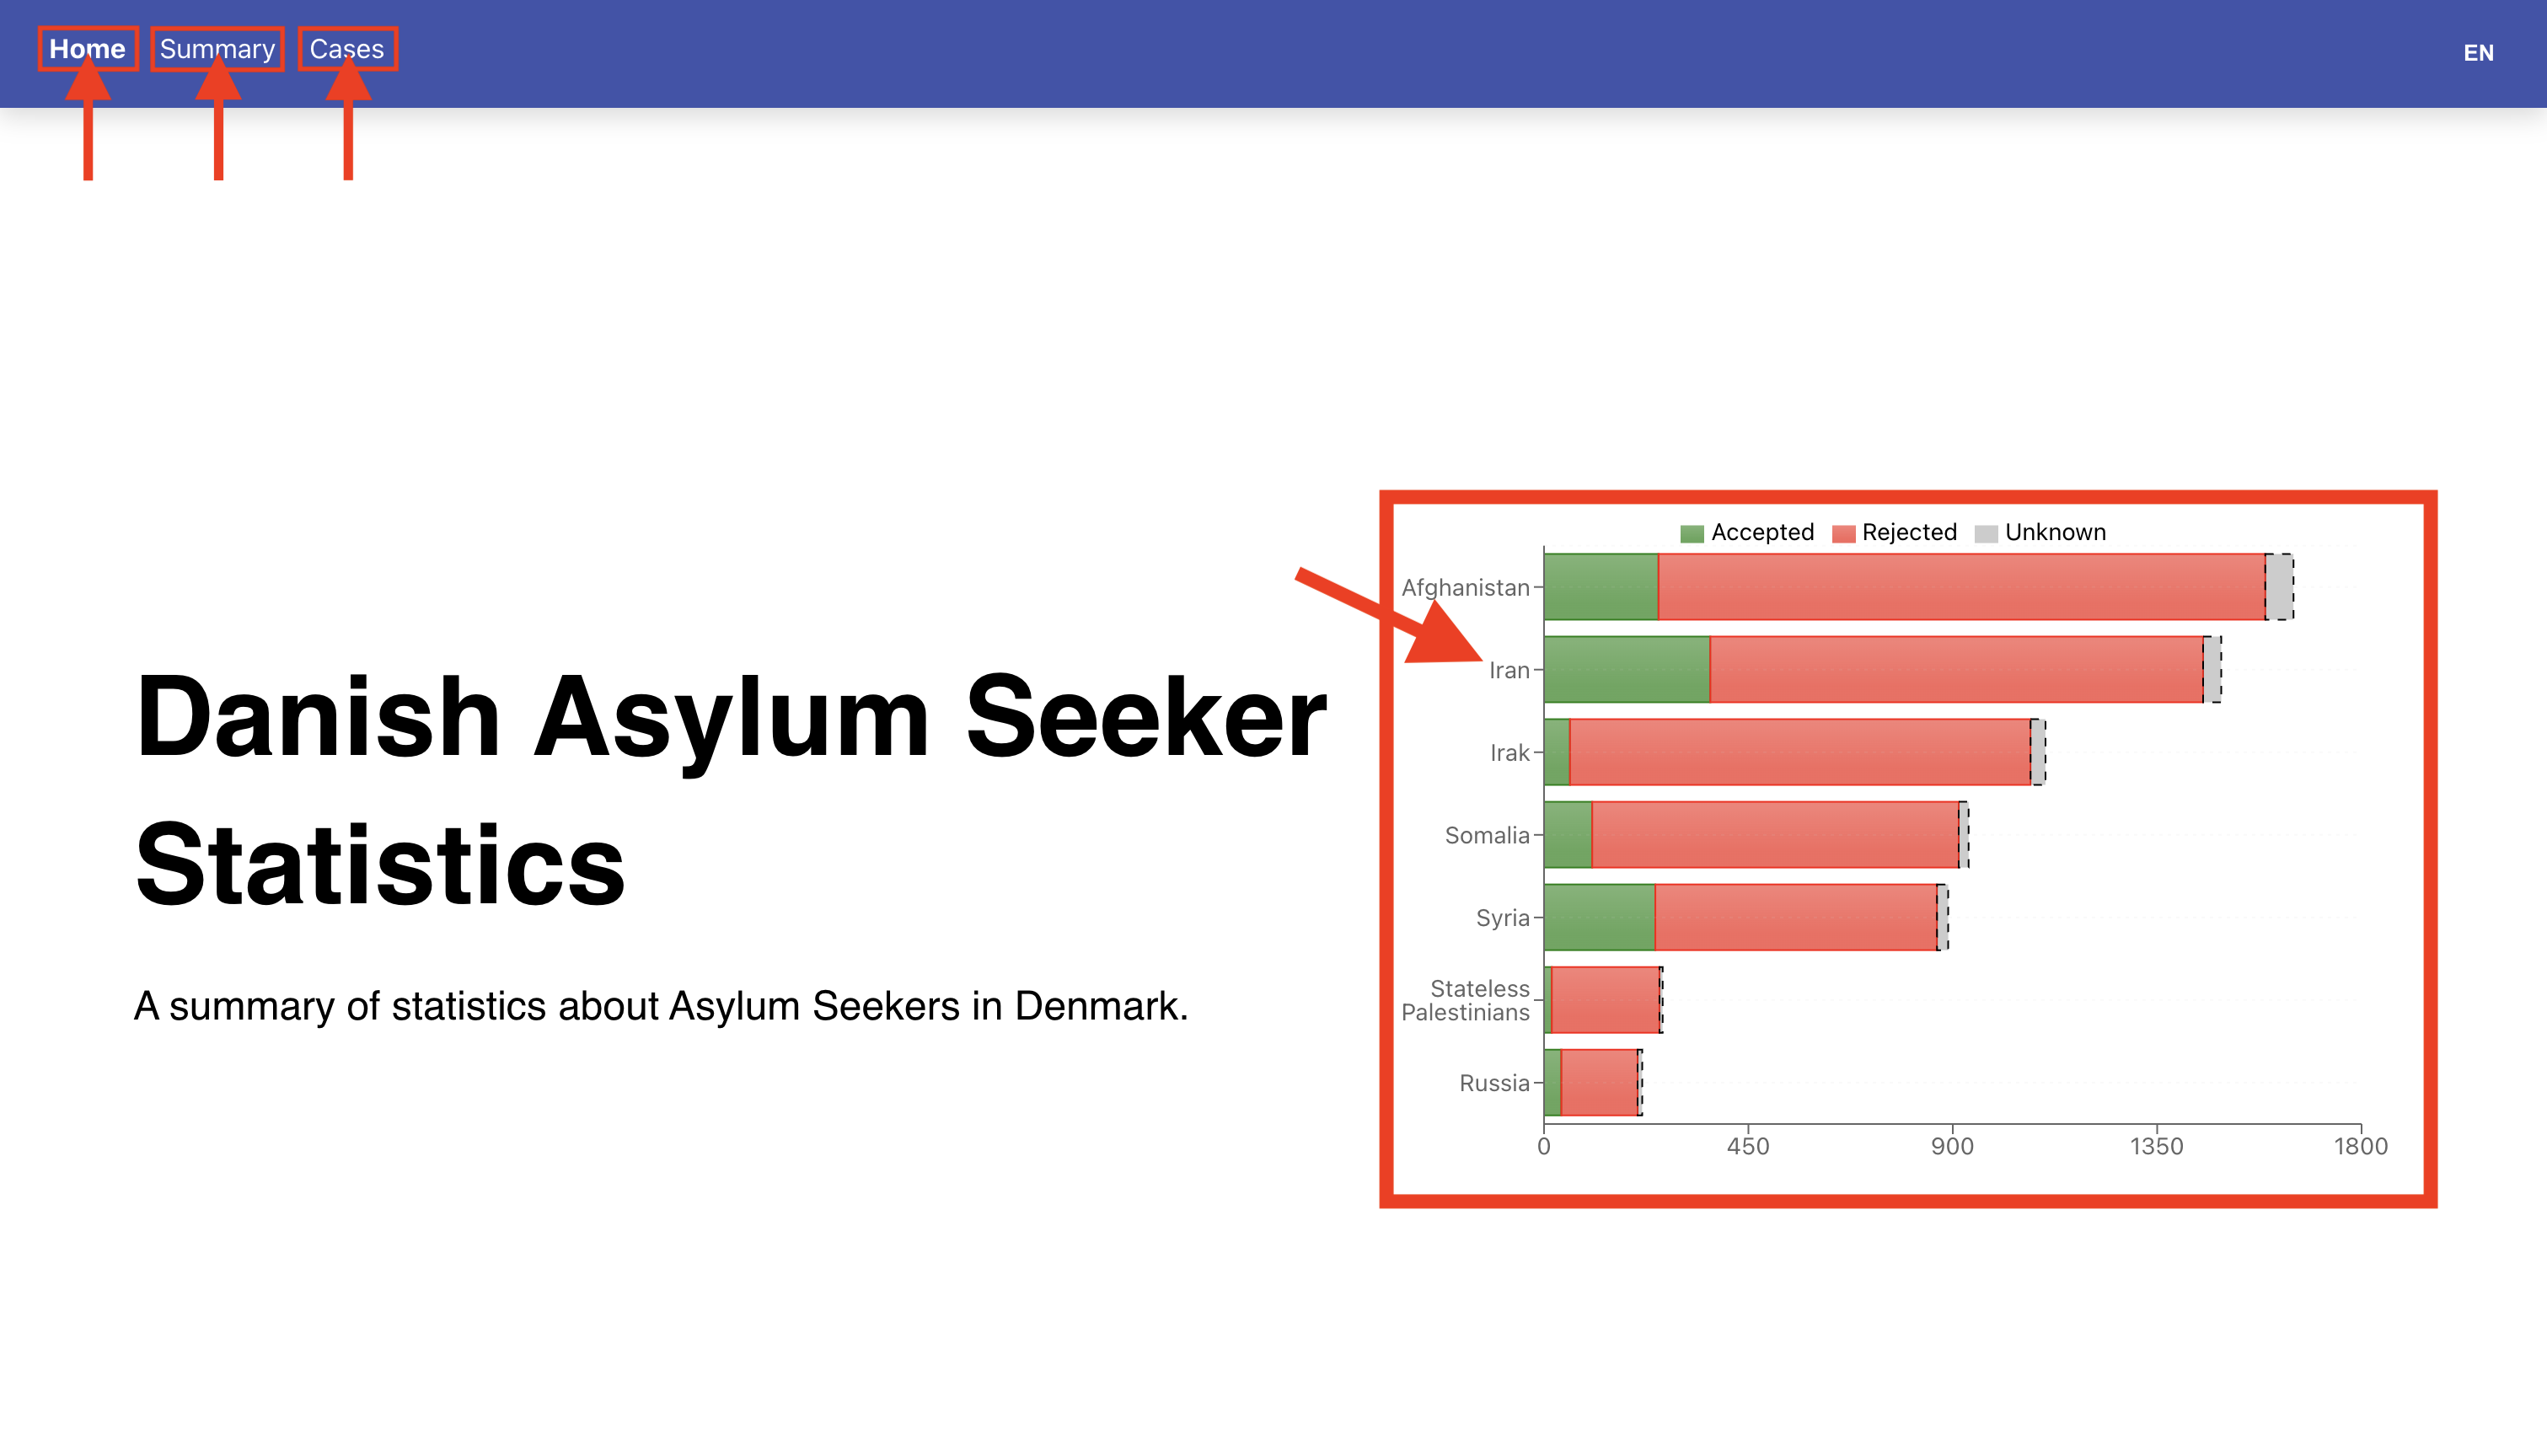 Home Summary Cases EN
Danish Asylum Seeker
Statistics
A summary of statistics about Asylum Seekers in Denmark.
Accepted Rejected Unknown
Afghanistan
Iran
Irak
Somalia
Syria
Stateless
Palestinians
Russia
0 450 900 1350 1800